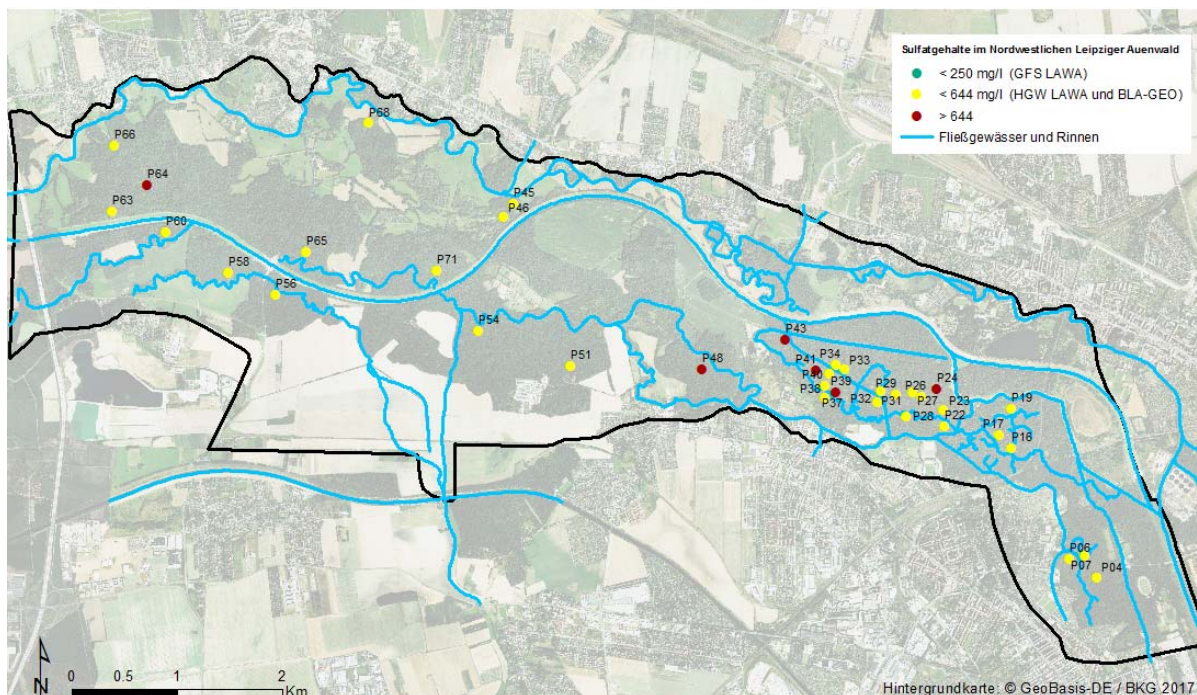 Sulfatgehalte im Nordwestlichen Leipziger Auenwald
< 250 mg/l (GFS LAWA)
< 644 mg/l (HGW LAWA und BLA-GEO)
> 644
Fließgewässer und Rinnen
P68
P66
P64
P63
P60
P45
P46
P65
P71
P58
P56
P54
P51
P48
P43
P34
P33
P41
P40
P39
P38
P37
P29
P26
P24
P32
P31
P27
P23
P28
P22
P19
P17
P16
P06
P07
P04
N
0 0.5 1 2
Km
Hintergrundkarte: © GeoBasis-DE / BKG 2017